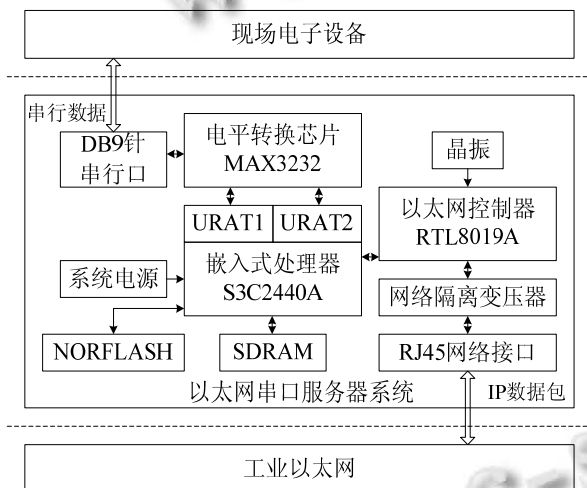 现场电子设备
串行数据
DB9针
串行口
电平转换芯片
MAX3232
晶振
URAT1
URAT2
以太网控制器
RTL8019A
嵌入式处理器
S3C2440A
系统电源
网络隔离变压器
NORFLASH
SDRAM
RJ45网络接口
以太网串口服务器系统
IP数据包
工业以太网